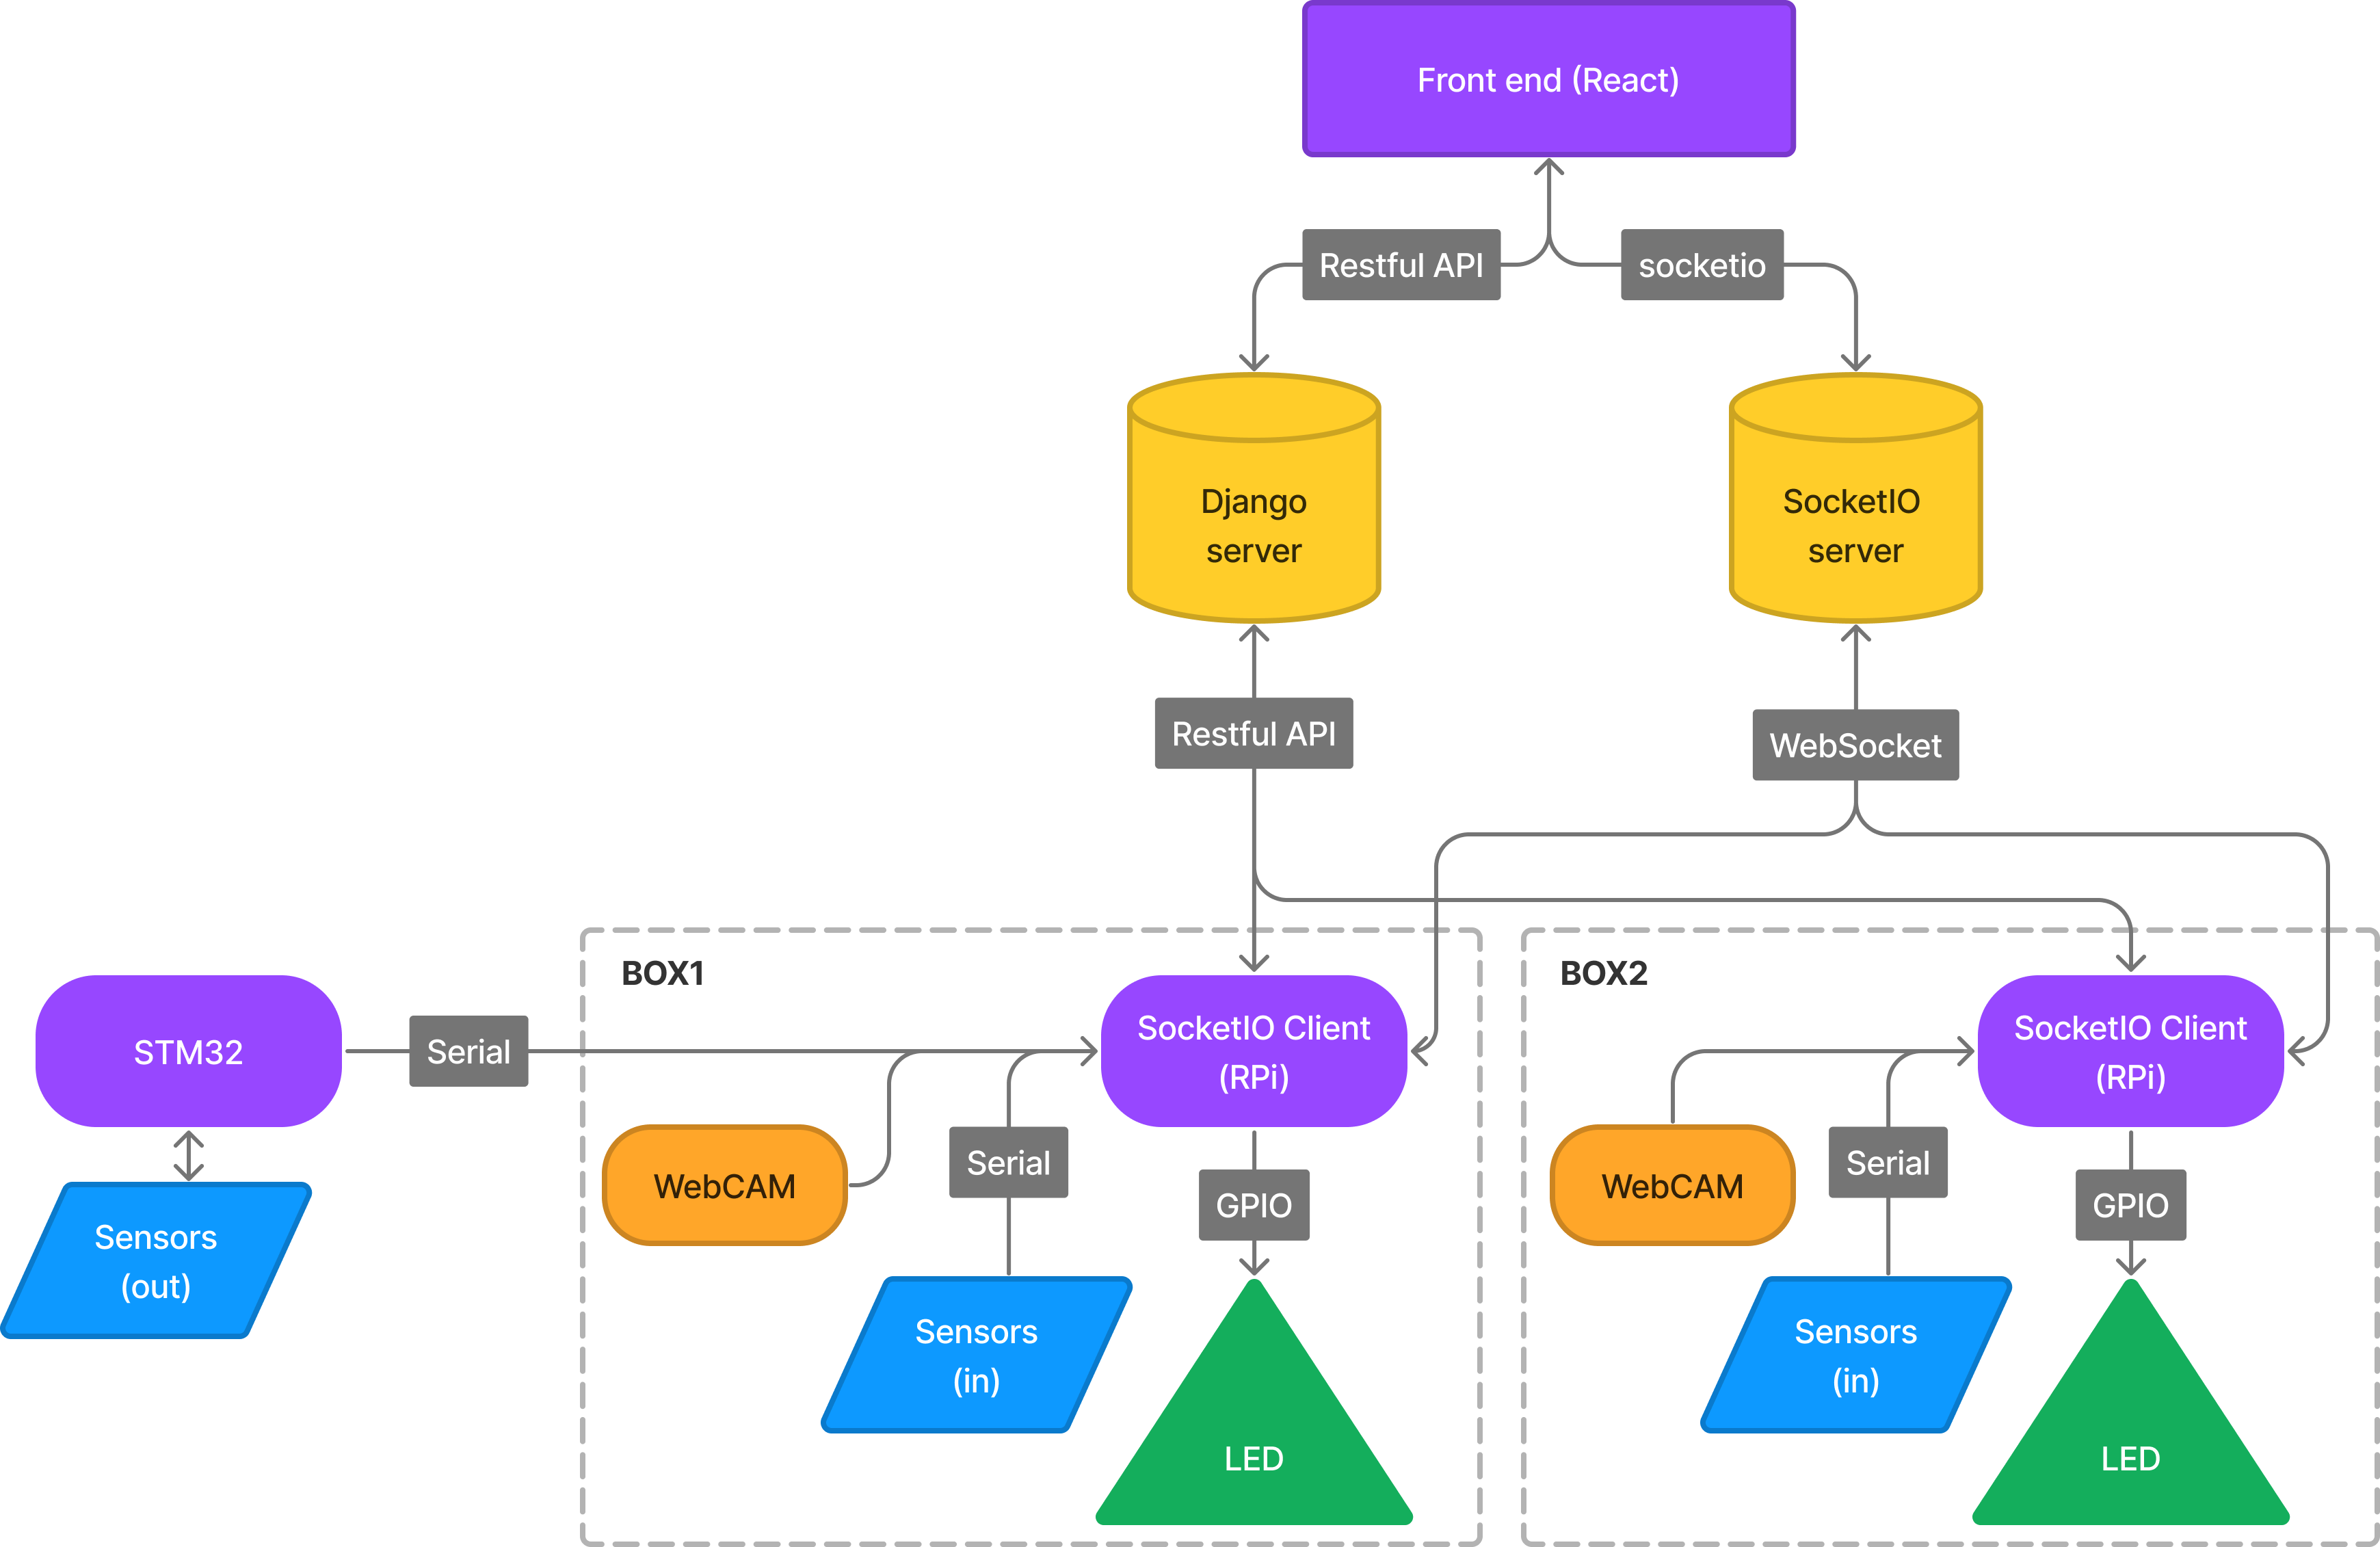 Front end (React)
Restful API
socketio
Django
server
SocketIO
server
Restful API
WebSocket
BOX1
BOX2
STM32
Serial
SocketIO Client
(RPi)
SocketIO Client
(RPi)
WebCAM
Serial
GPIO
WebCAM
Serial
GPIO
Sensors
(out)
Sensors
(in)
LED
Sensors
(in)
LED